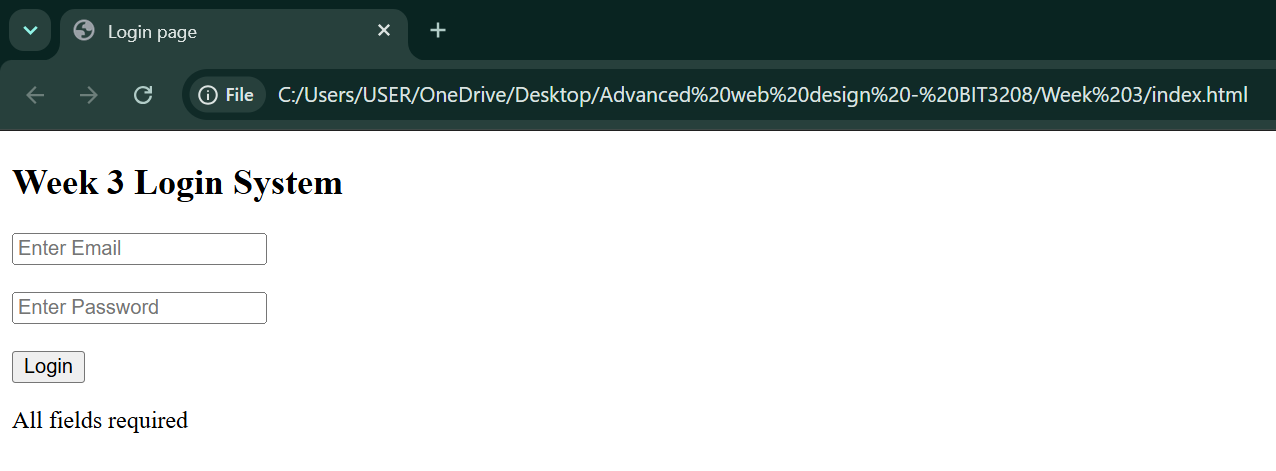 Login page
File C:/Users/USER/OneDrive/Desktop/Advanced%20web%20design%20-%20BIT3208/Week%203/index.html
Week 3 Login System
Enter Email
Enter Password
Login
All fields required